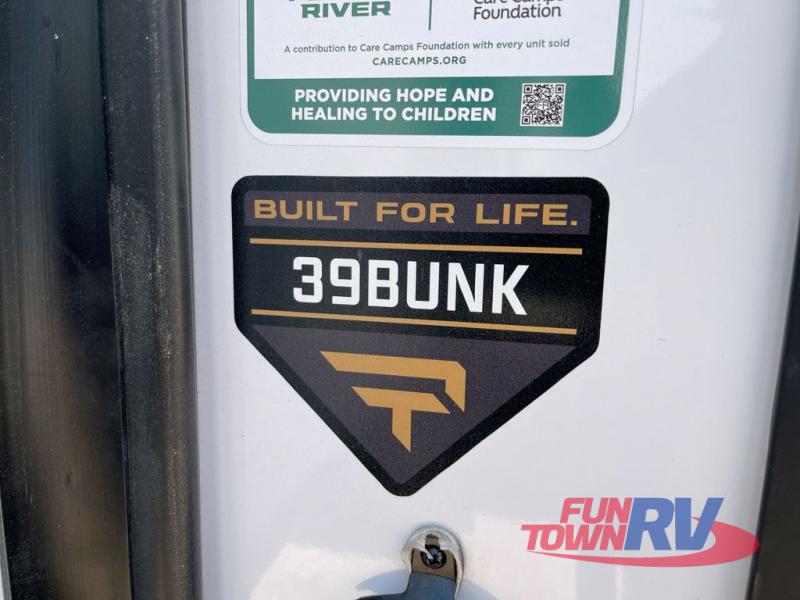 RIVER
Care Camps
Foundation
A contribution to Care Camps Foundation with every unit sold
CARECAMPS.ORG
PROVIDING HOPE AND
HEALING TO CHILDREN
BUILT FOR LIFE.
39BUNK
FUN
TOWN RV